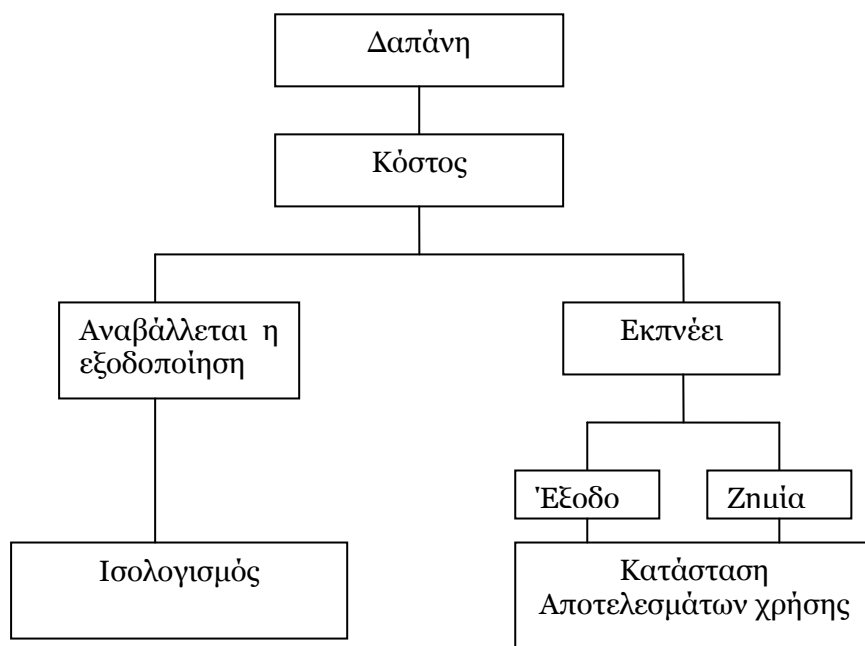 Δαπάνη
Κόστος
Αναβάλλεται η
εξοδοποίηση
Εκπνέει
Έξοδο
Ζημία
Ισολογισμός
Κατάσταση
Αποτελεσμάτων χρήσης